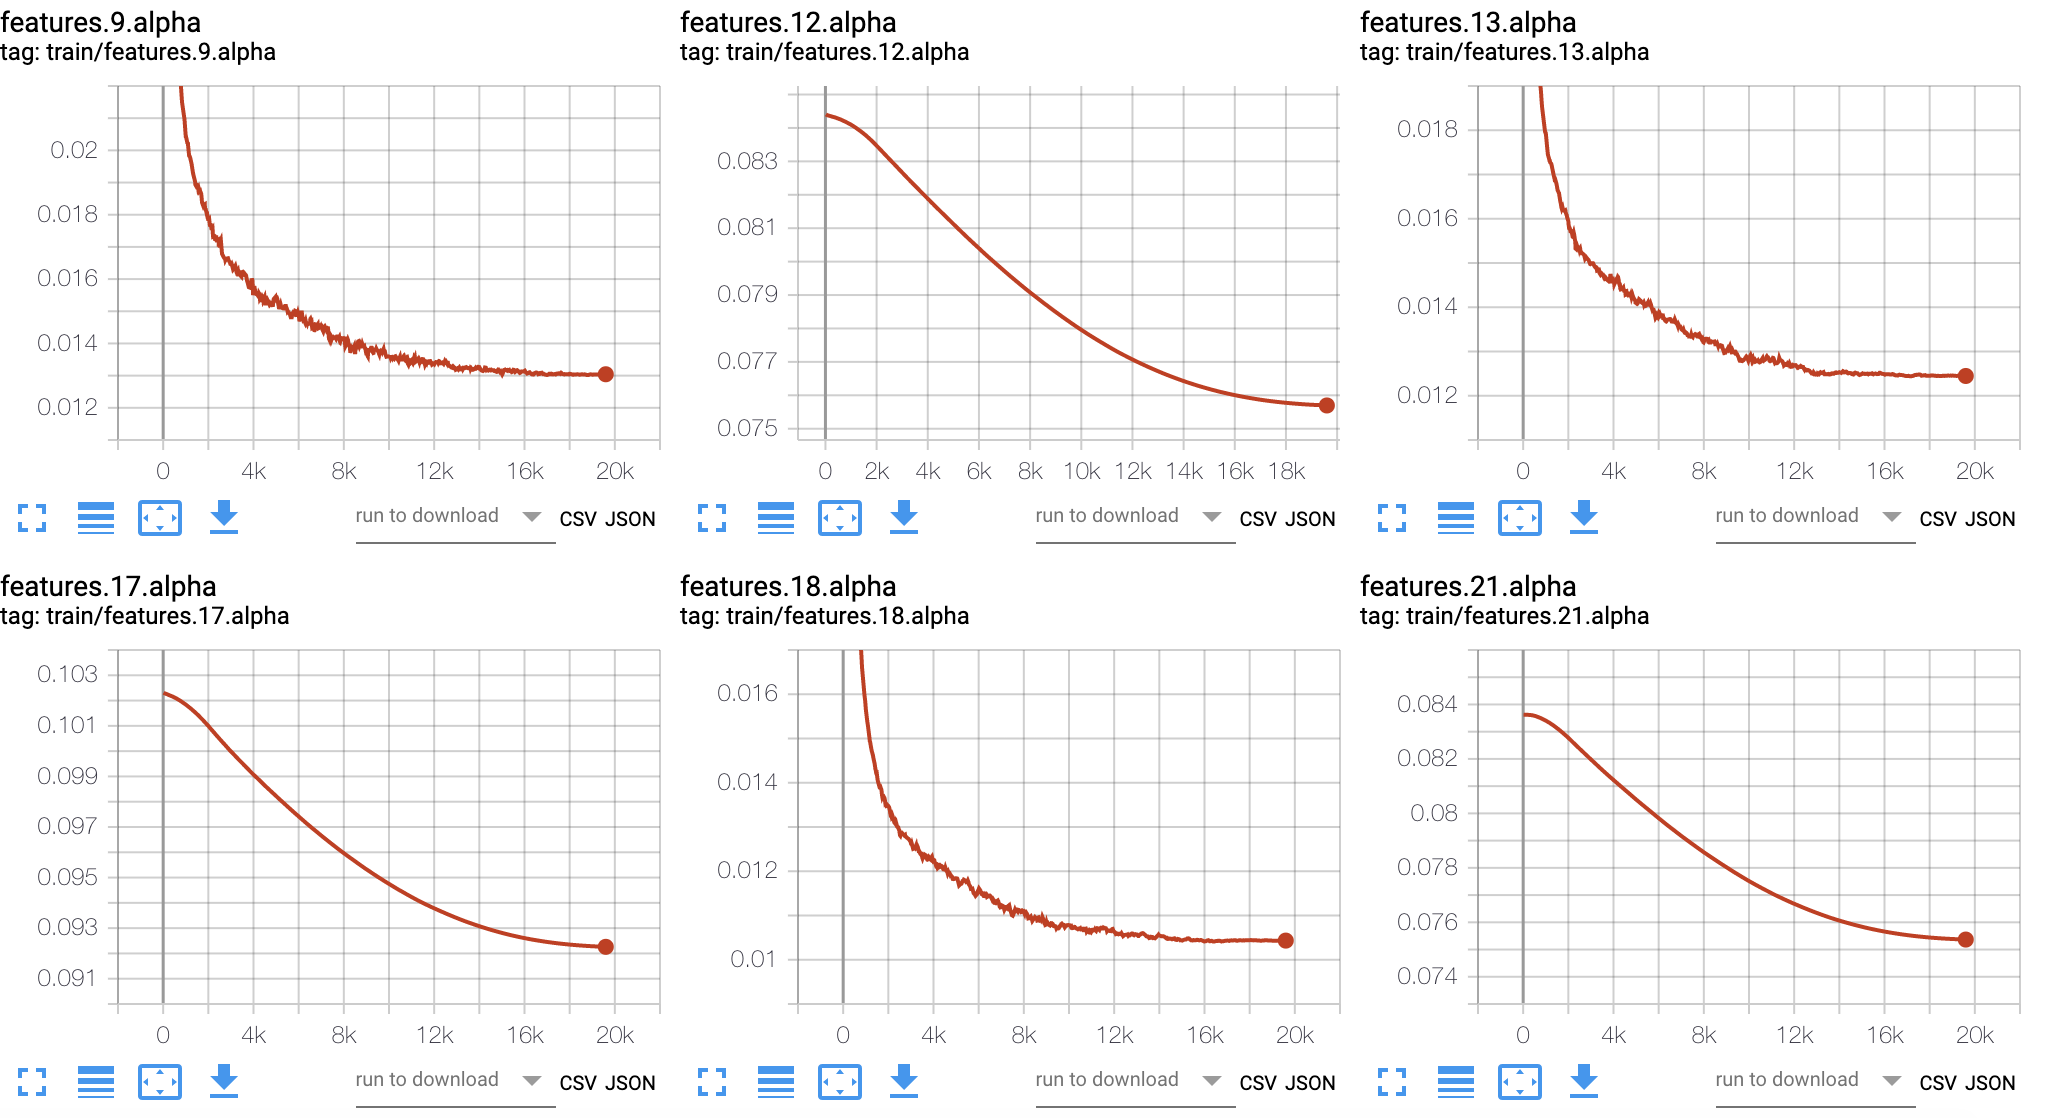 features.9.alpha
tag: train/features.9.alpha
0.02
0.018
0.016
0.014
0.012
0 4k 8k 12k 16k 20k
run to download CSV JSON
features.12.alpha
tag: train/features.12.alpha
0.083
0.081
0.079
0.077
0.075
0 2k 4k 6k 8k 10k 12k 14k 16k 18k
run to download CSV JSON
features.13.alpha
tag: train/features.13.alpha
0.018
0.016
0.014
0.012
0 4k 8k 12k 16k 20k
run to download CSV JSON
features.17.alpha
tag: train/features.17.alpha
0.103
0.101
0.099
0.097
0.095
0.093
0.091
0 4k 8k 12k 16k 20k
run to download CSV JSON
features.18.alpha
tag: train/features.18.alpha
0.016
0.014
0.012
0.01
0 4k 8k 12k 16k 20k
run to download CSV JSON
features.21.alpha
tag: train/features.21.alpha
0.084
0.082
0.08
0.078
0.076
0.074
0 4k 8k 12k 16k 20k
run to download CSV JSON